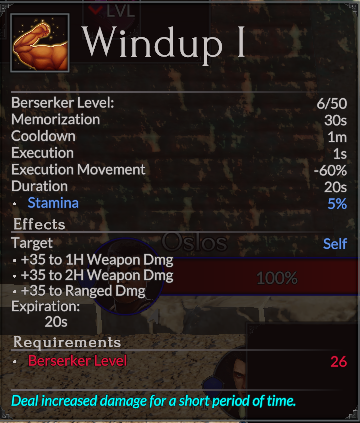 LVL
Windup I
Berserker Level: 6/50
Memorization 30s
Cooldown 1m
Execution 1s
Execution Movement -60%
Duration 20s
• Stamina 5%
Effects
Target Self
Oslos
• +35 to 1H Weapon Dmg
• +35 to 2H Weapon Dmg
100%
• +35 to Ranged Dmg
Expiration:
20s
Requirements
• Berserker Level 26
Deal increased damage for a short period of time.